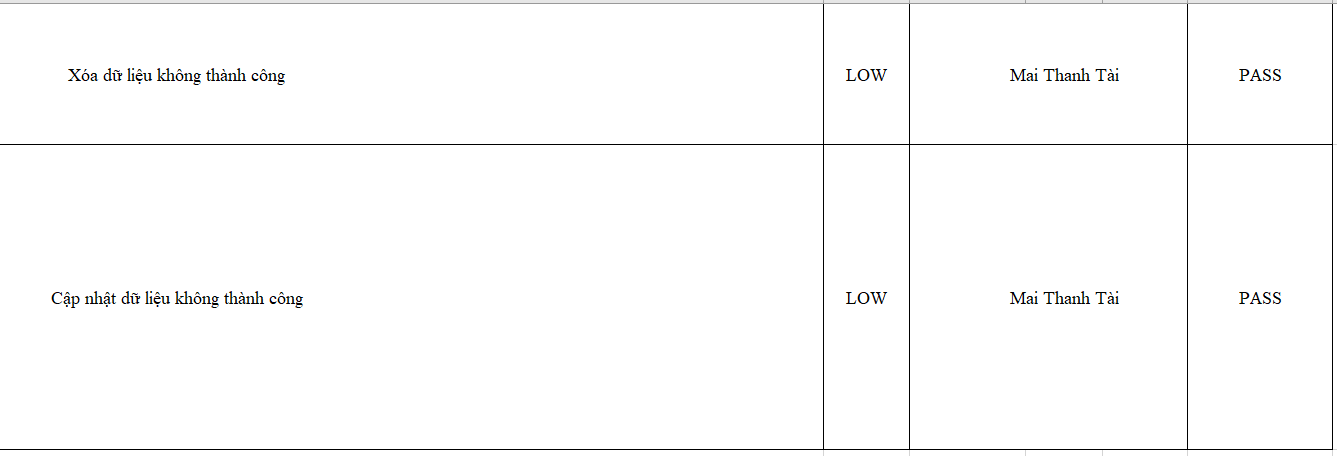 Xóa dữ liệu không thành công LOW Mai Thanh Tài PASS
Cập nhật dữ liệu không thành công LOW Mai Thanh Tài PASS